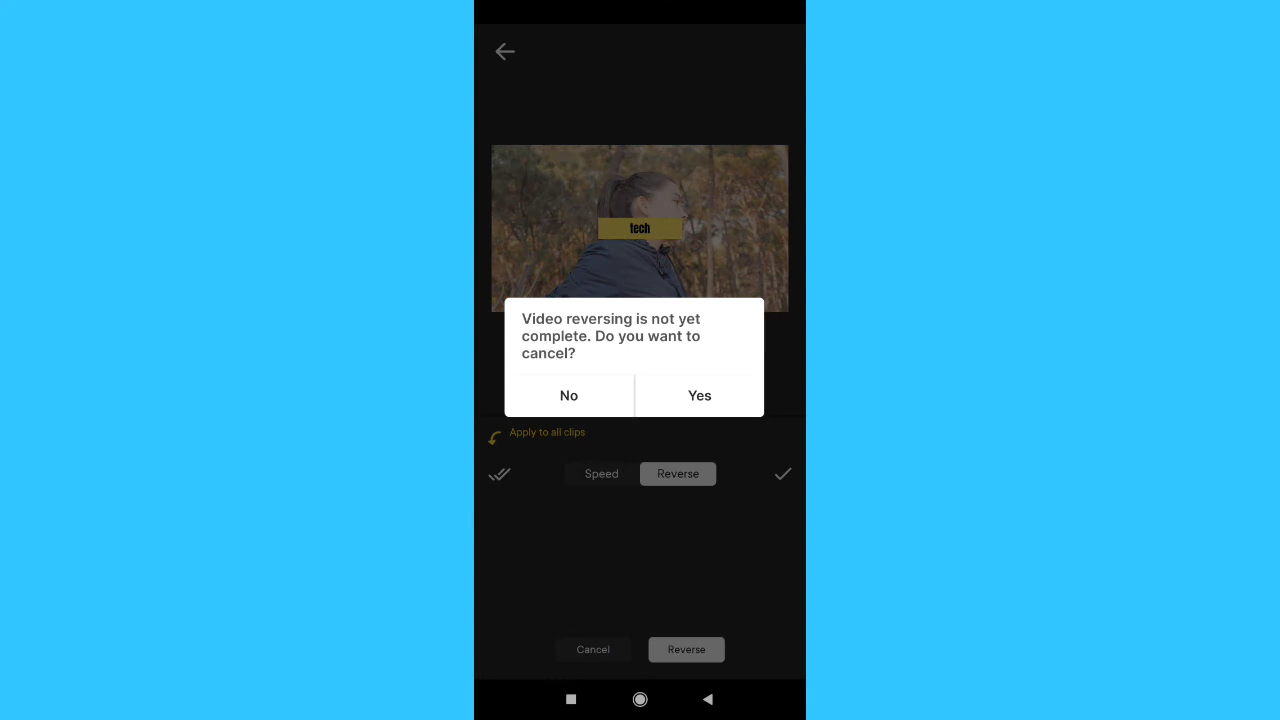 tech
Video reversing is not yet
complete. Do you want to
cancel?
No
Yes
Apply to all clips
Speed
Reverse
Cancel
Reverse